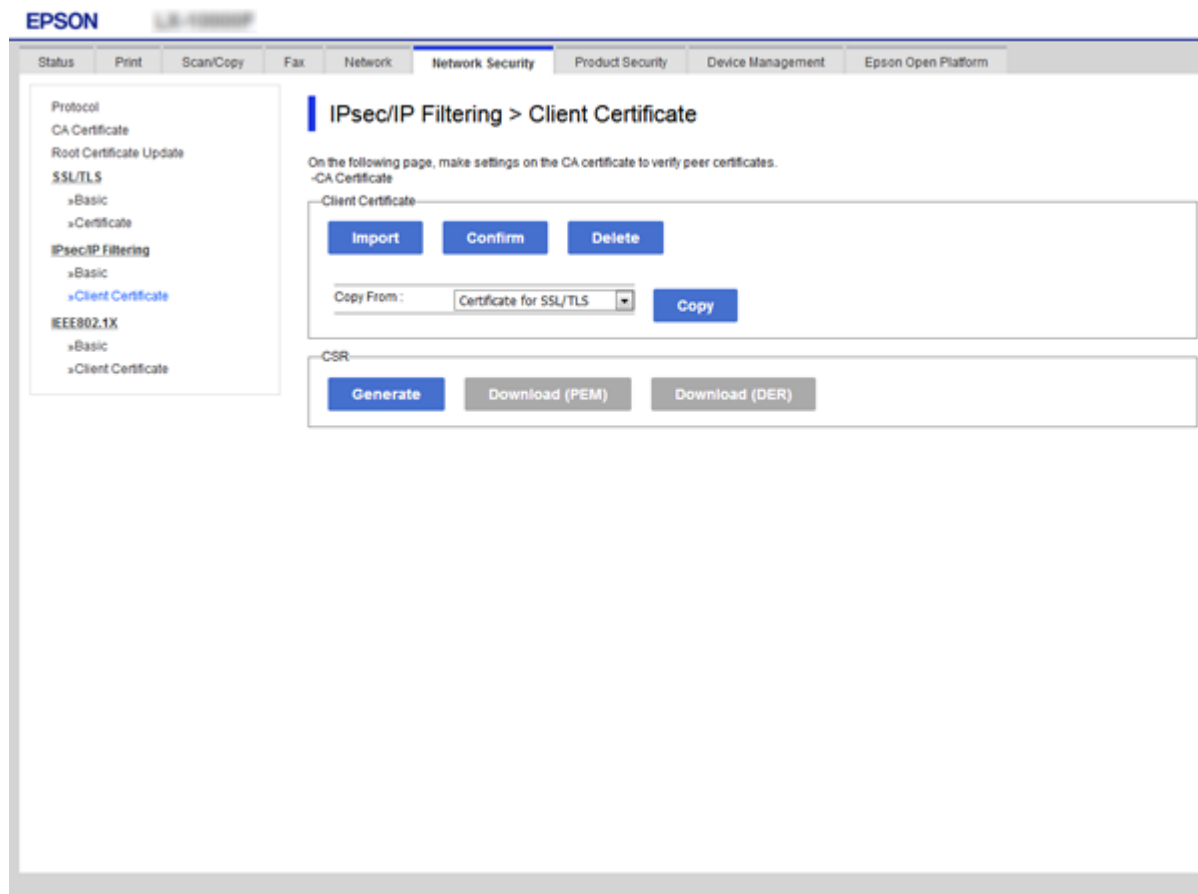 EPSON
Status Print Scan/Copy Fax Network Network Security Product Security Device Management Epson Open Platform
Protocol
CA Certificate
Root Certificate Update
SSL/TLS
»Basic
»Certificate
IPsec/IP Filtering
»Basic
»Client Certificate
IEEE802.1X
»Basic
»Client Certificate
IPsec/IP Filtering > Client Certificate
On the following page, make settings on the CA certificate to verify peer certificates.
-CA Certificate
Client Certificate
Import Confirm Delete
Copy From : Certificate for SSL/TLS Copy
CSR
Generate Download (PEM) Download (DER)